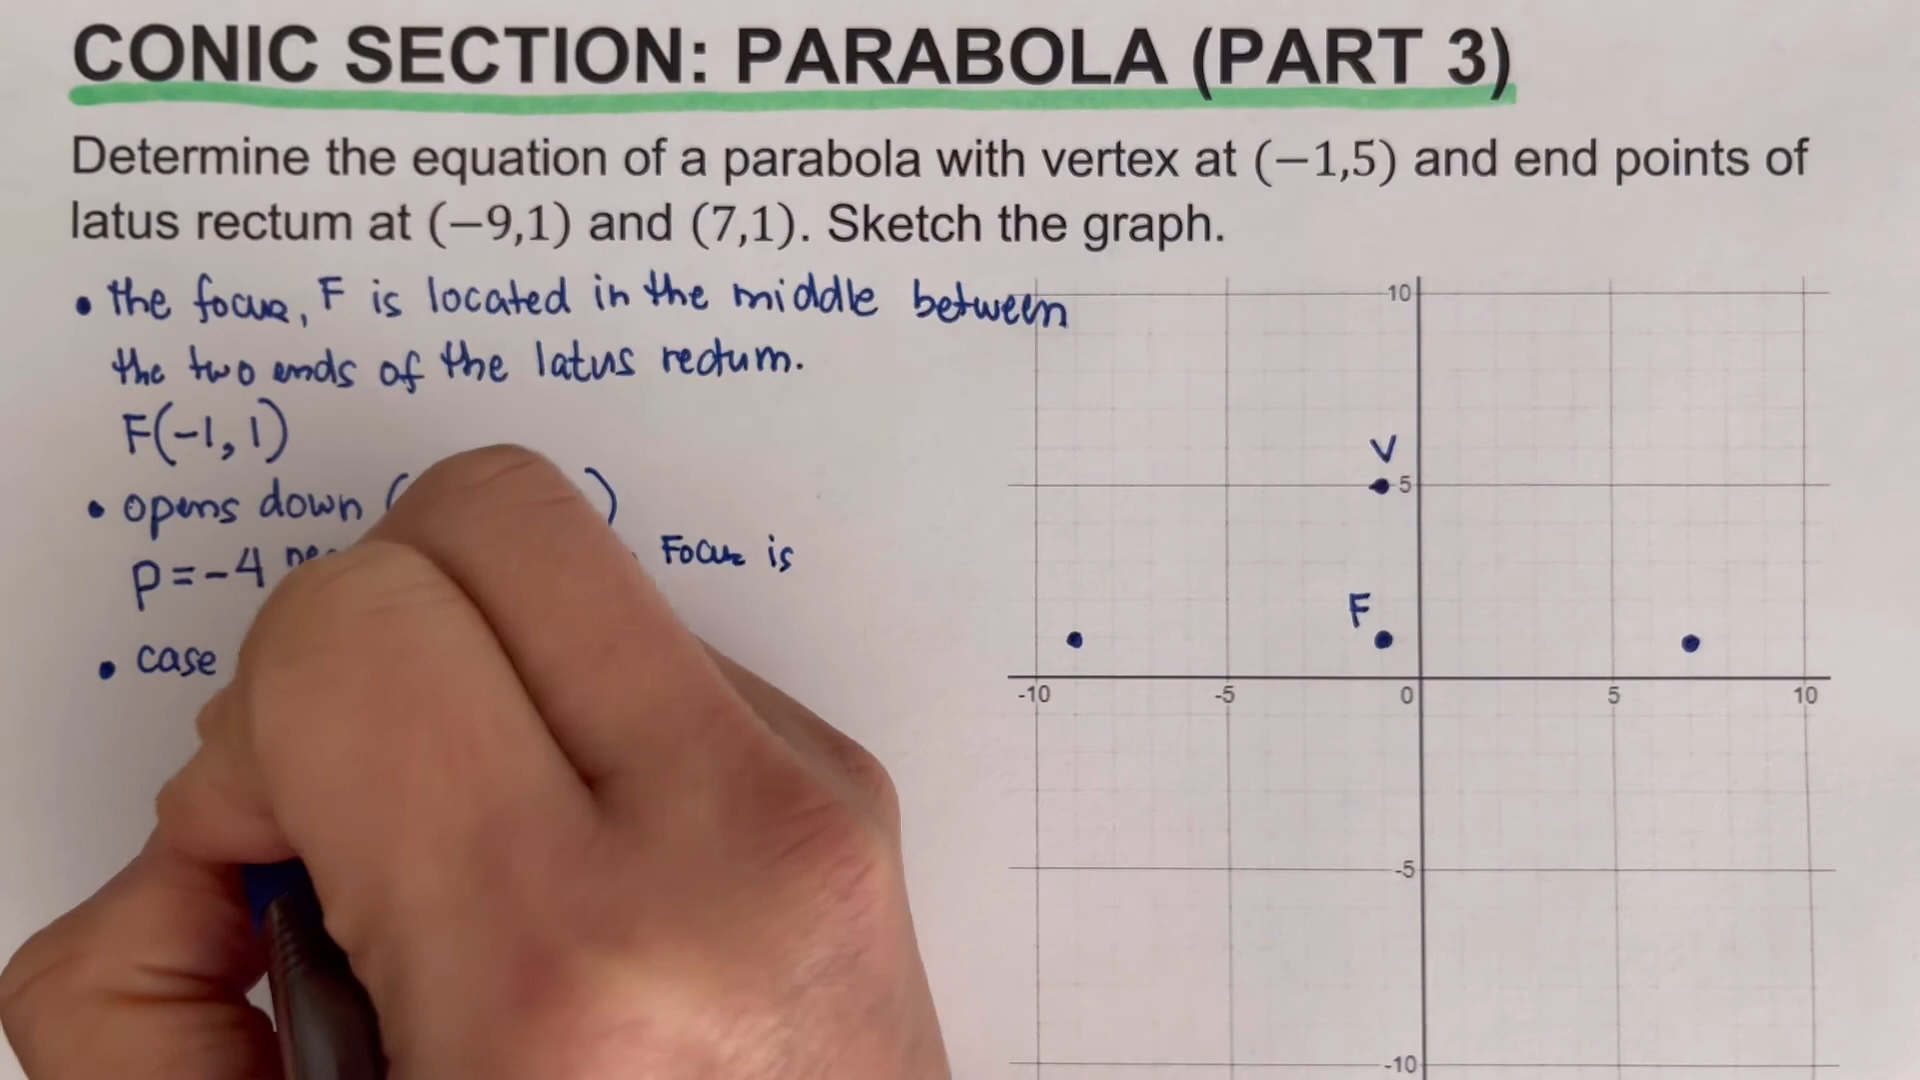 CONIC SECTION: PARABOLA (PART 3)
Determine the equation of a parabola with vertex at (−1,5) and end points of
latus rectum at (−9,1) and (7,1). Sketch the graph.
• the focus, F is located in the middle between
the two ends of the latus rectum.
F(-1, 1)
• opens down ( )
p=-4 Focus is
• case
10
V
5
F
-10 -5 0 5 10
-5
-10